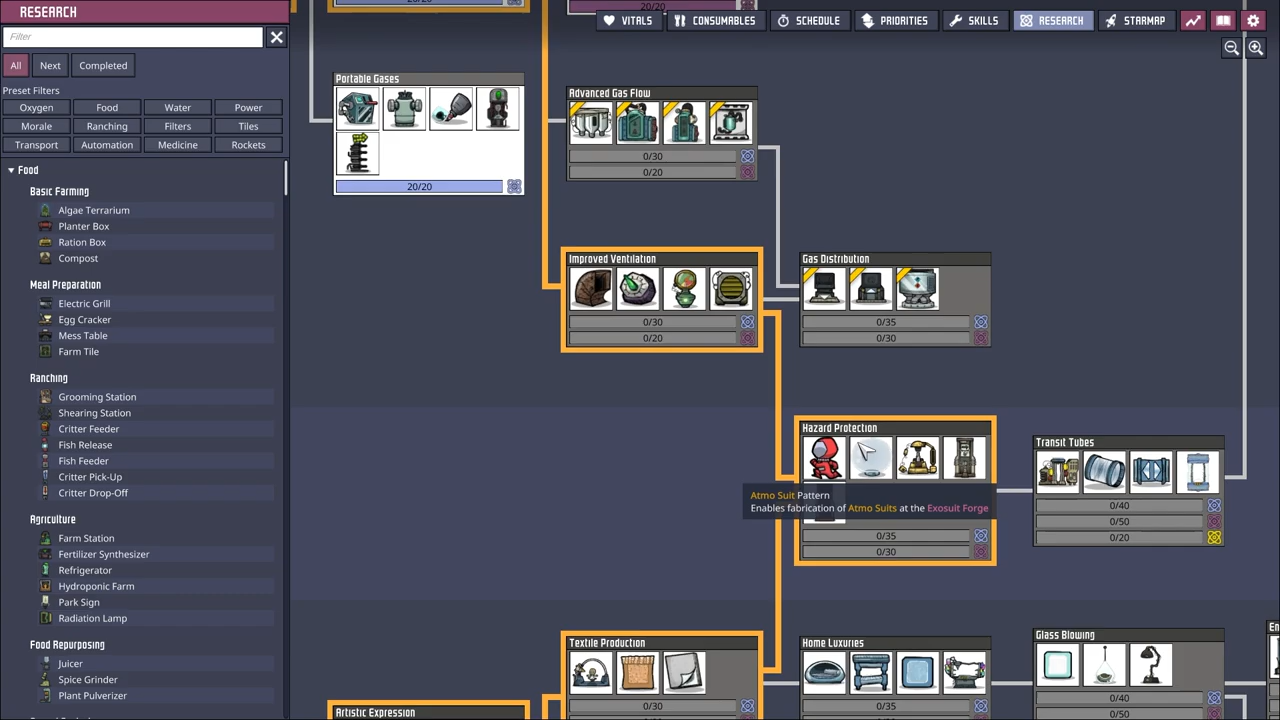 RESEARCH
VITALS
CONSUMABLES
SCHEDULE
PRIORITIES
SKILLS
RESEARCH
STARMAP
Filter
All
Next
Completed
Preset Filters
Oxygen
Food
Water
Power
Morale
Ranching
Filters
Tiles
Transport
Automation
Medicine
Rockets
Food
Basic Farming
Algae Terrarium
Planter Box
Ration Box
Compost
Meal Preparation
Electric Grill
Egg Cracker
Mess Table
Farm Tile
Ranching
Grooming Station
Shearing Station
Critter Feeder
Fish Release
Fish Feeder
Critter Pick-Up
Critter Drop-Off
Agriculture
Farm Station
Fertilizer Synthesizer
Refrigerator
Hydroponic Farm
Park Sign
Radiation Lamp
Food Repurposing
Juicer
Spice Grinder
Plant Pulverizer
20/20
20/20
Portable Gases
20/20
Advanced Gas Flow
0/30
0/20
Improved Ventilation
0/30
0/20
Gas Distribution
0/35
0/30
Hazard Protection
Atmo Suit Pattern
Enables fabrication of Atmo Suits at the Exosuit Forge
0/35
0/30
Transit Tubes
0/40
0/50
0/20
Textile Production
0/30
Home Luxuries
0/35
Glass Blowing
0/40
0/50
Artistic Expression